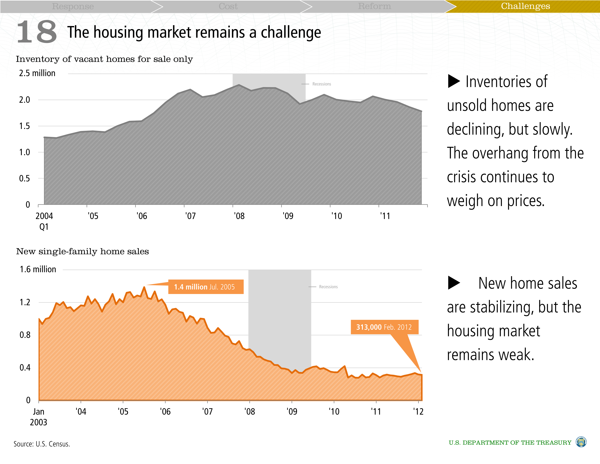 Response Cost Reform Challenges
18 The housing market remains a challenge
Inventory of vacant homes for sale only
2.5 million
Recession
2.0
1.5
1.0
0.5
0
2004 '05 '06 '07 '08 '09 '10 '11
Q1
▶ Inventories of
unsold homes are
declining, but slowly.
The overhang from the
crisis continues to
weigh on prices.
New single-family home sales
1.6 million
1.4 million Jul. 2005
Recession
1.2
313,000 Feb. 2012
0.8
0.4
0
Jan '04 '05 '06 '07 '08 '09 '10 '11 '12
2003
▶ New home sales
are stabilizing, but the
housing market
remains weak.
Source: U.S. Census.
U.S. DEPARTMENT OF THE TREASURY